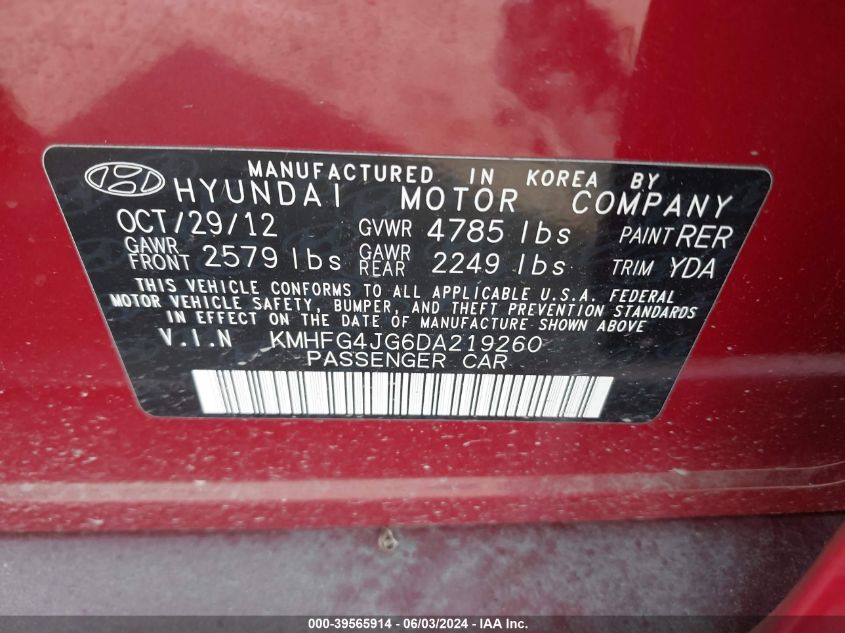 MANUFACTURED IN KOREA BY
HYUNDAI MOTOR COMPANY
OCT/29/12 GVWR 4785 lbs PAINT RER
GAWR FRONT 2579 lbs GAWR REAR 2249 lbs TRIM YDA
THIS VEHICLE CONFORMS TO ALL APPLICABLE U.S.A. FEDERAL
MOTOR VEHICLE SAFETY, BUMPER, AND THEFT PREVENTION STANDARDS
IN EFFECT ON THE DATE OF MANUFACTURE SHOWN ABOVE
V.I.N KMHFG4JG6DA219260
PASSENGER CAR
000-39565914 - 06/03/2024 - IAA Inc.